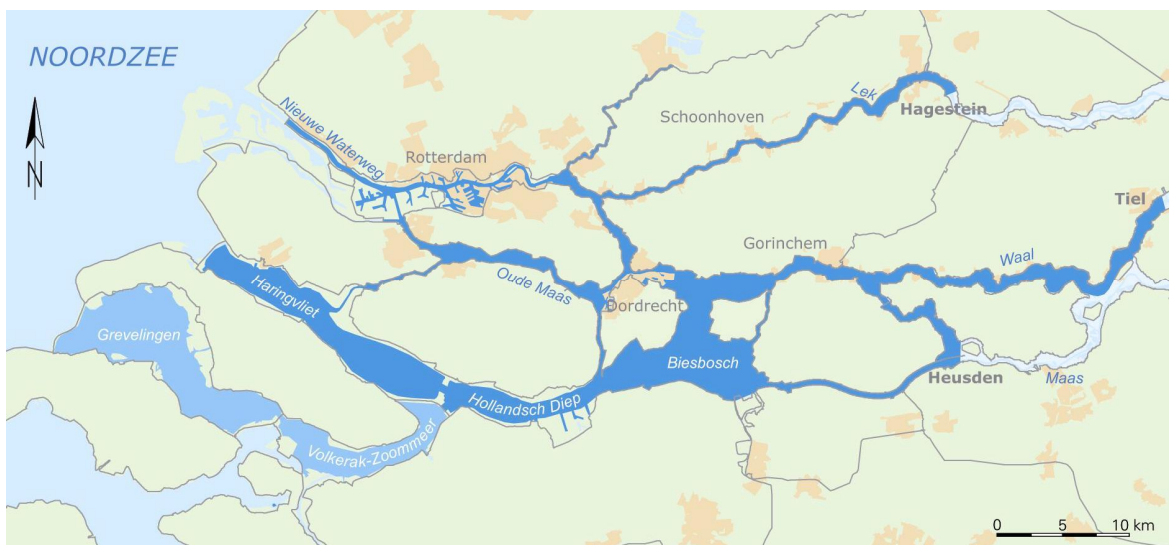 NOORDZEE
N
Nieuwe Waterweg
Rotterdam
Schoonhoven
Lek
Hagestein
Tiel
Gorinchem
Waal
Haringvliet
Oude Maas
Dordrecht
Grevelingen
Biesbosch
Heusden
Maas
Hollandsch Diep
Volkerak-Zoommeer
0 5 10 km